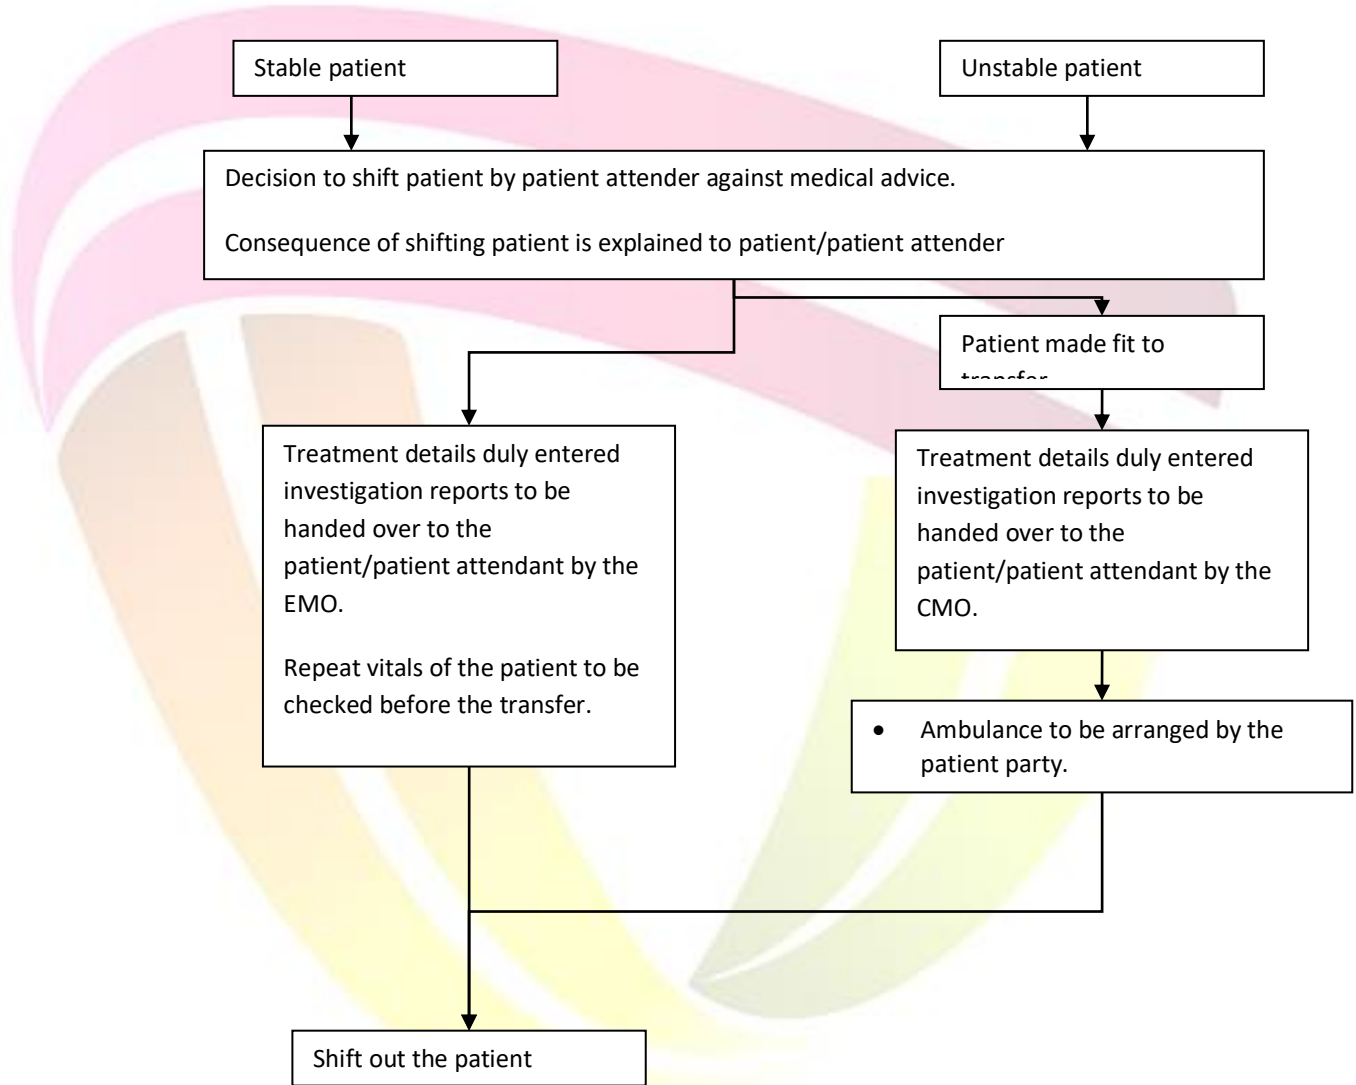 Stable patient
Unstable patient
Decision to shift patient by patient attender against medical advice.
Consequence of shifting patient is explained to patient/patient attender
Patient made fit to
transfer
Treatment details duly entered
investigation reports to be
handed over to the
patient/patient attendant by the
EMO.
Repeat vitals of the patient to be
checked before the transfer.
Treatment details duly entered
investigation reports to be
handed over to the
patient/patient attendant by the
CMO.
• Ambulance to be arranged by the
patient party.
Shift out the patient